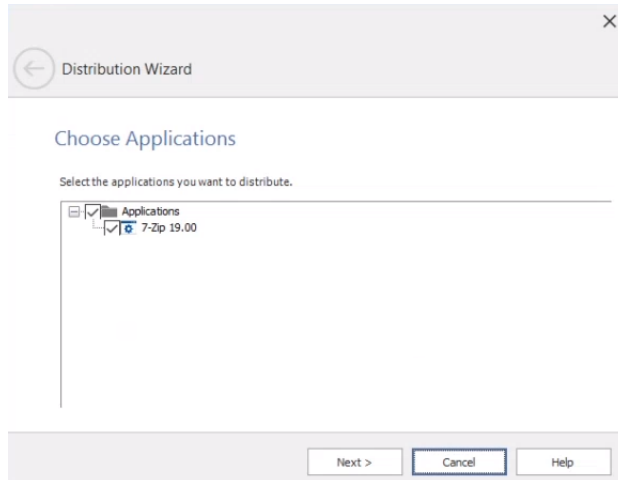 Distribution Wizard
Choose Applications
Select the applications you want to distribute.
Applications
7-Zip 19.00
Next >
Cancel
Help